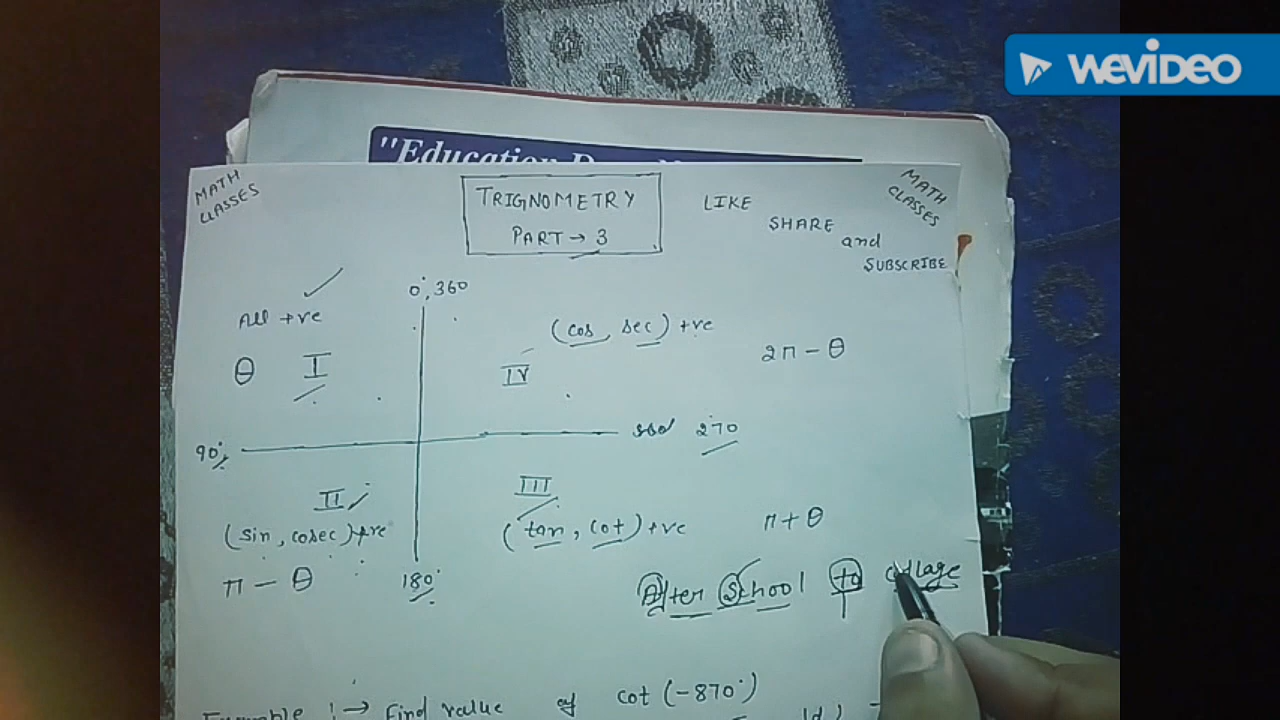 WEVIDEO
"Education
MATH CLASSES
TRIGNOMETRY
PART → 3
LIKE
SHARE
and
SUBSCRIBE
MATH CLASSES
0°, 360
All +ve
(cos, sec) +ve
θ I
IV
2π - θ
90°
270
II
III
(sin, cosec) +ve
(tan, cot) +ve
π + θ
π - θ
180°
After School to collage
Example :→ Find value of cot (-870°)